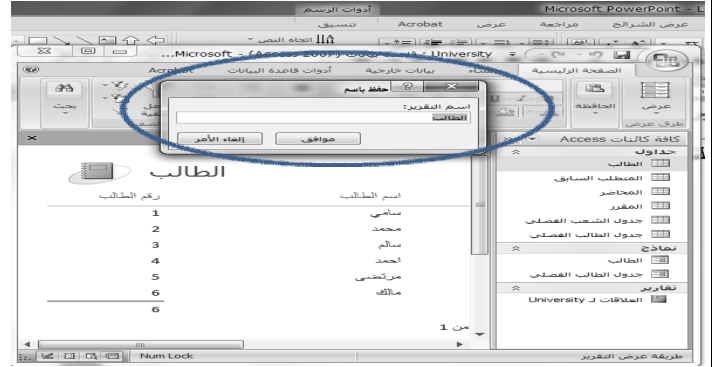 أدوات الرسم
Microsoft PowerPoint - L
عرض الشرائح
مراجعة
عرض
Acrobat
تنسيق
اتجاه النص
University : قاعدة بيانات (Access 2007) - Microsoft...
الصفحة الرئيسية
إنشاء
بيانات خارجية
أدوات قاعدة البيانات
Acrobat
عرض
الحافظة
بحث
طرق عرض
حفظ باسم
اسم التقرير:
الطالب
موافق
إلغاء الأمر
كافة كائنات Access
جداول
الطالب
المتطلب السابق
المحاضر
المقرر
جدول الشعب الفصلي
جدول الطالب الفصلي
نماذج
الطالب
جدول الطالب الفصلي
تقارير
العلاقات لـ University
الطالب
اسم الطالب رقم الطالب
سامي 1
محمد 2
سالم 3
احمد 4
مرتضى 5
مالك 6
6
1 من
طريقة عرض التقرير
Num Lock